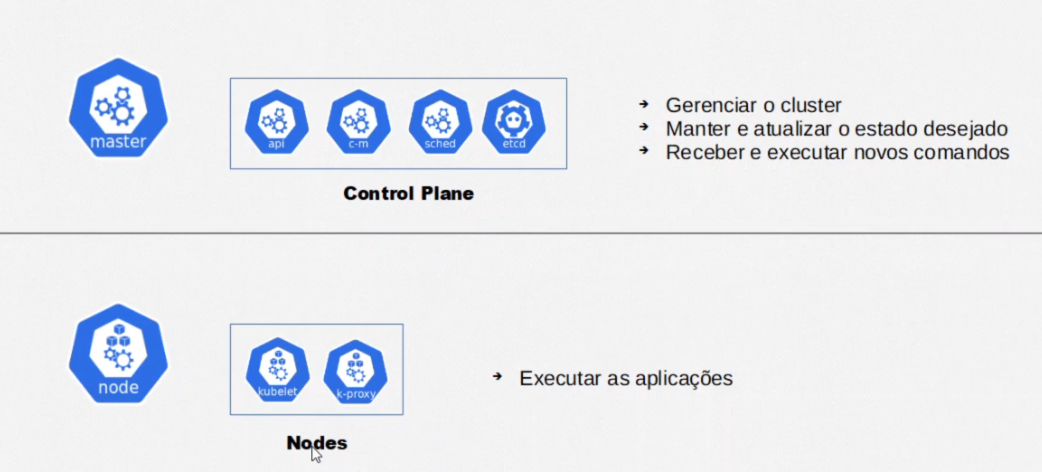 master
api
c-m
sched
etcd
Control Plane
Gerenciar o cluster
Manter e atualizar o estado desejado
Receber e executar novos comandos
node
kubelet
k-proxy
Nodes
Executar as aplicações